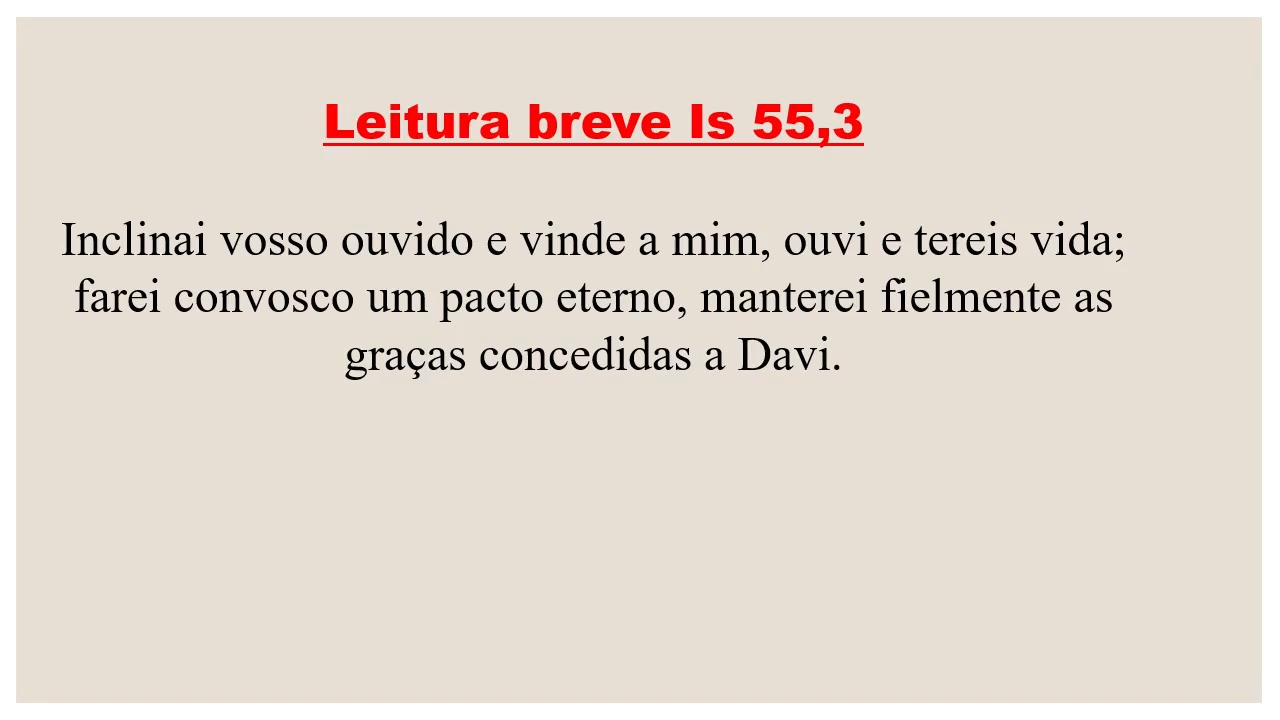 Leitura breve Is 55,3
Inclinai vosso ouvido e vinde a mim, ouvi e tereis vida;
farei convosco um pacto eterno, manterei fielmente as
graças concedidas a Davi.